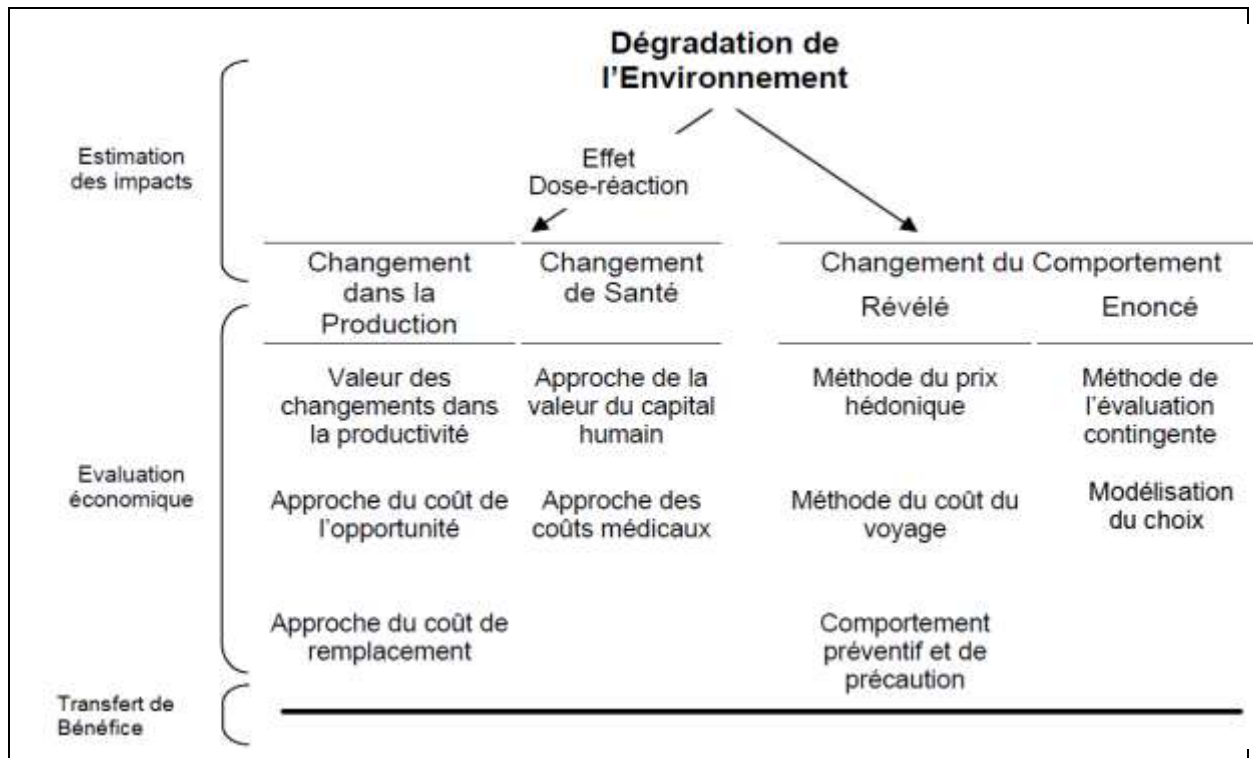 Dégradation de
l'Environnement
Estimation
des impacts
Effet
Dose-réaction
Changement
dans la
Production
Changement
de Santé
Changement du Comportement
Révélé
Enoncé
Evaluation
économique
Valeur des
changements dans
la productivité
Approche de la
valeur du capital
humain
Méthode du prix
hédonique
Méthode de
l'évaluation
contingente
Approche du coût de
l'opportunité
Approche des
coûts médicaux
Méthode du coût du
voyage
Modélisation
du choix
Approche du coût de
remplacement
Comportement
préventif et de
précaution
Transfert de
Bénéfice